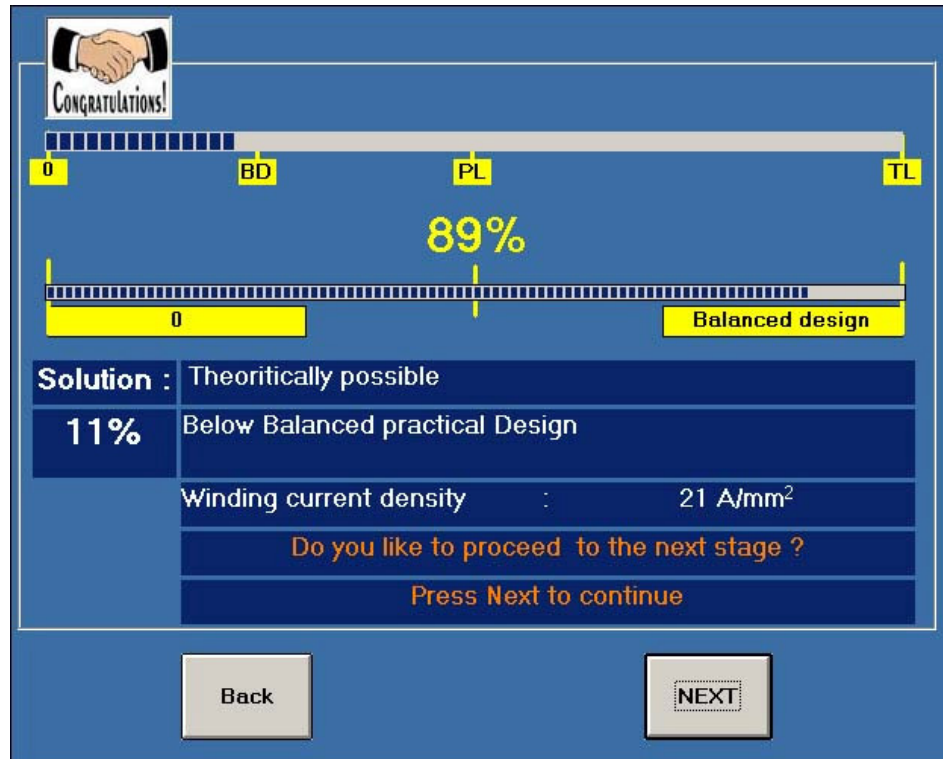 CONGRATULATIONS!
0 BD PL TL
89%
0 Balanced design
Solution : Theoritically possible
11% Below Balanced practical Design
Winding current density : 21 A/mm²
Do you like to proceed to the next stage ?
Press Next to continue
Back NEXT